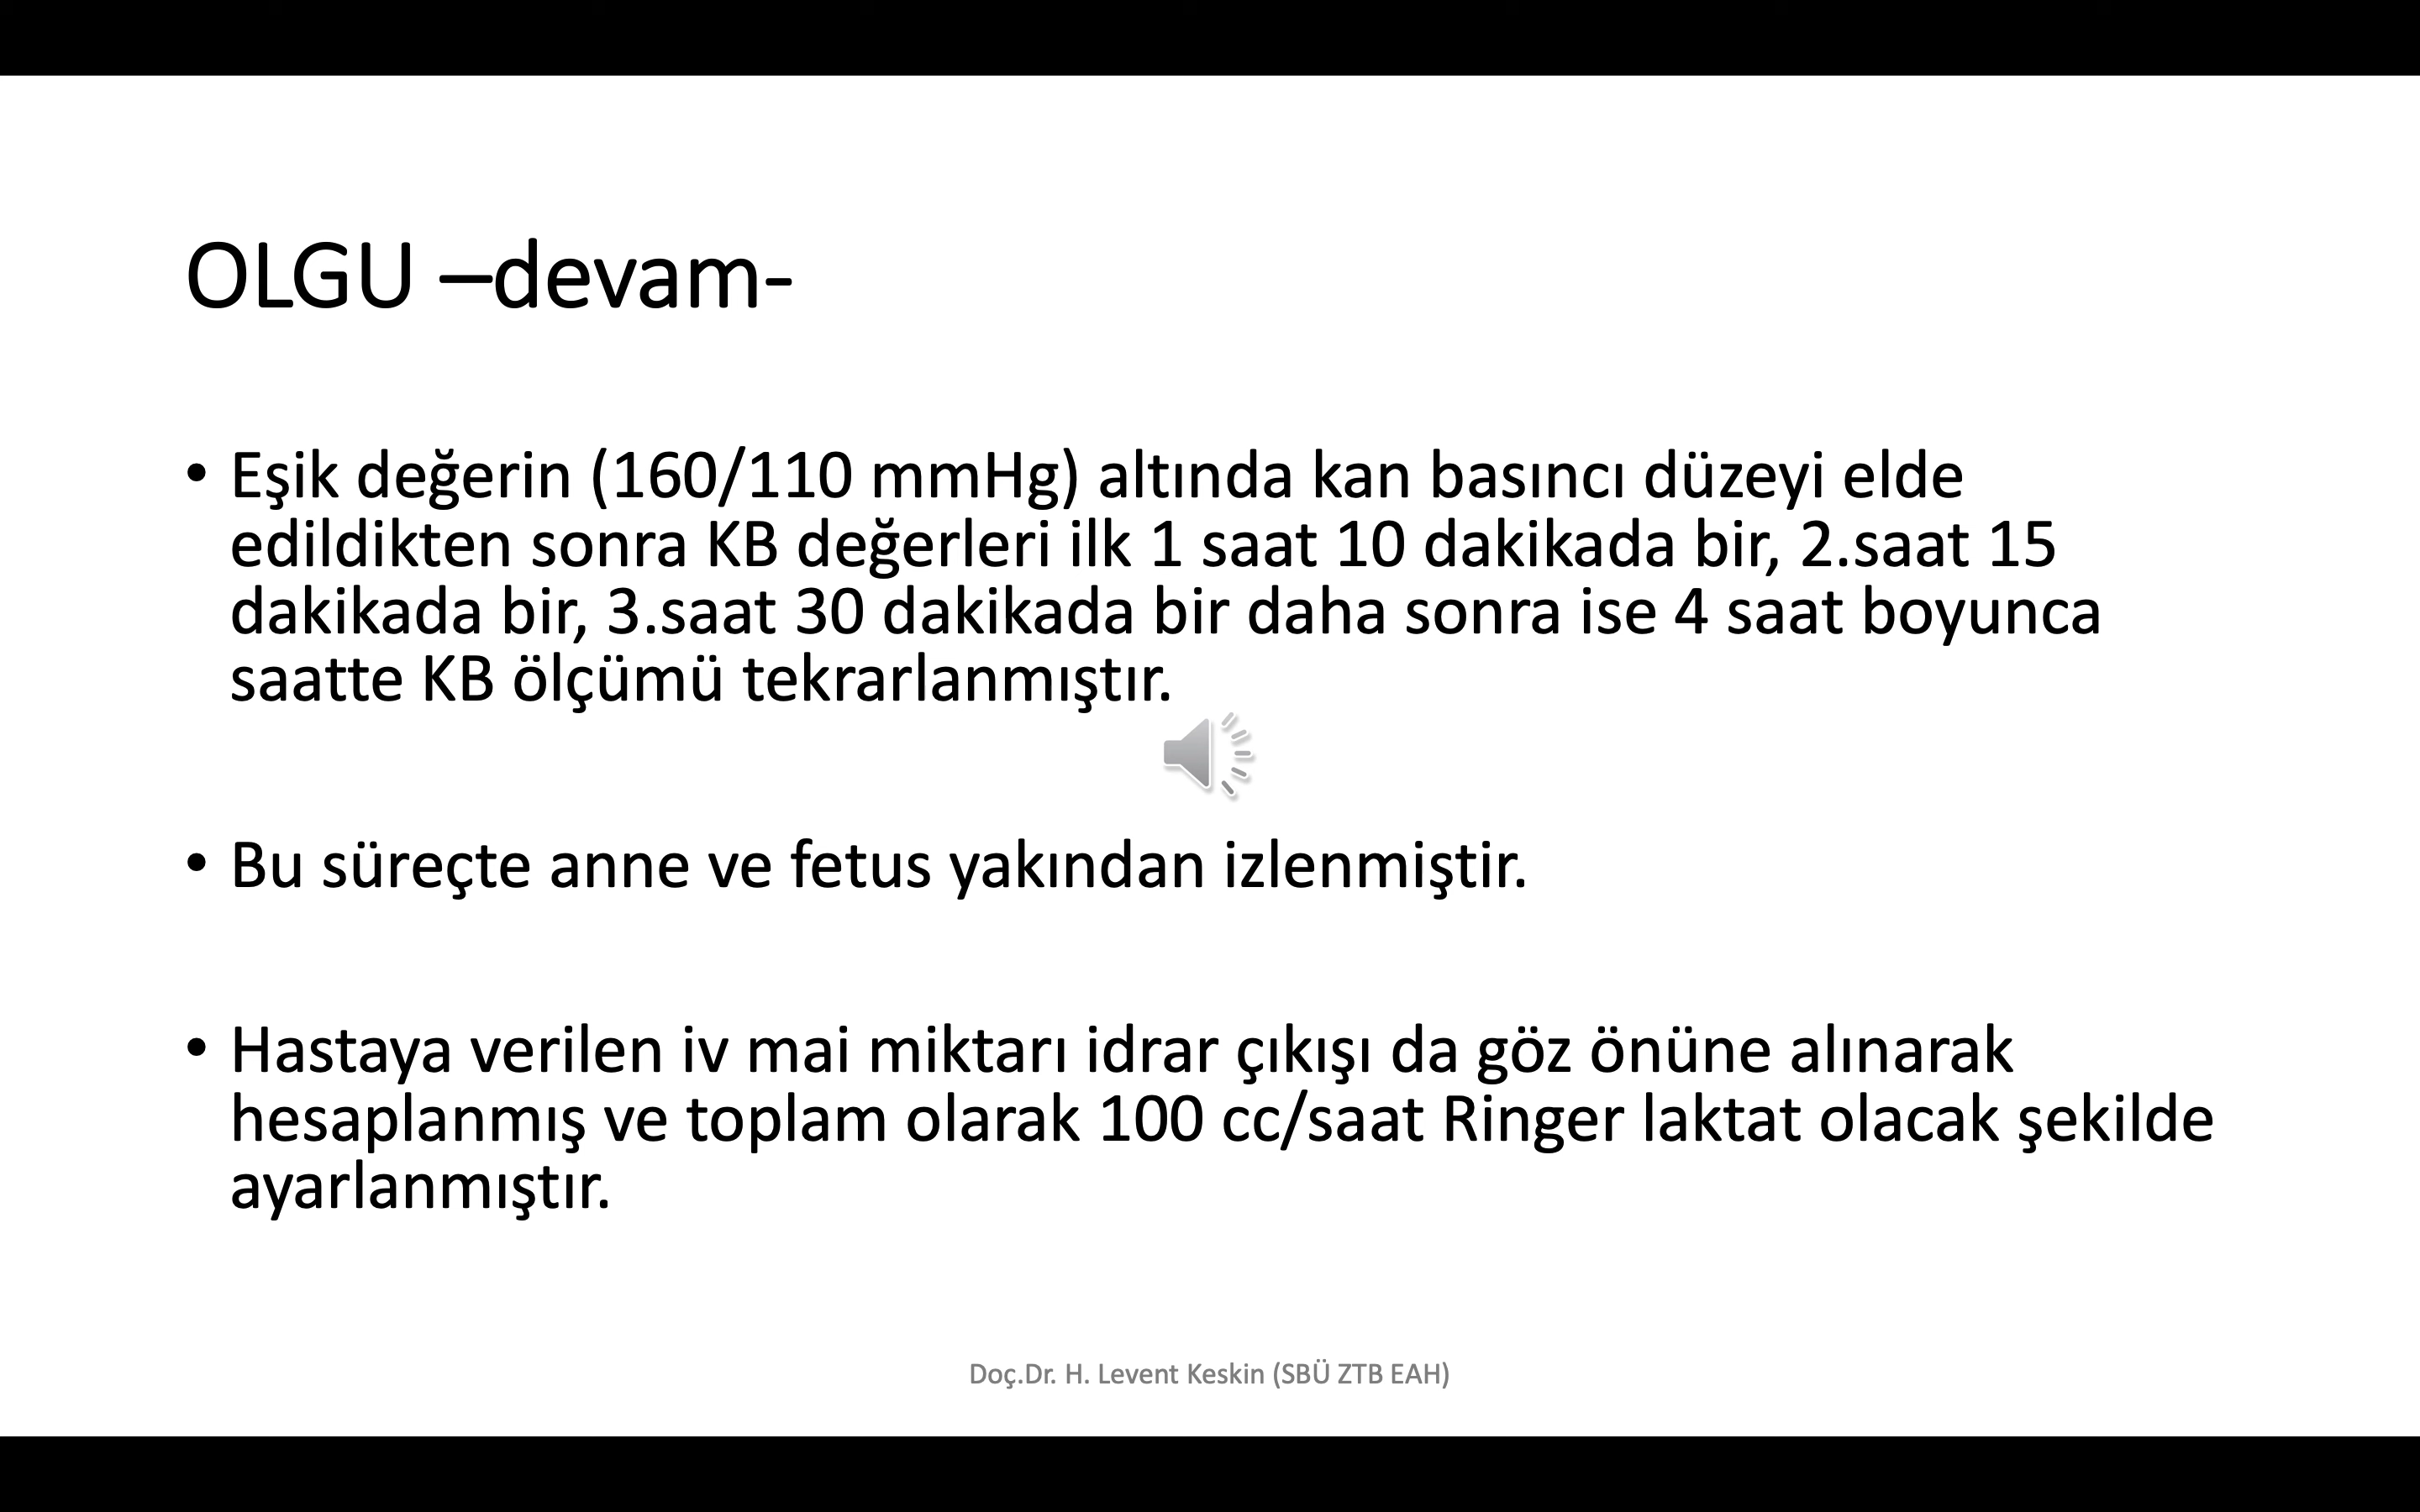 OLGU –devam-
• Eşik değerin (160/110 mmHg) altında kan basıncı düzeyi elde
edildikten sonra KB değerleri ilk 1 saat 10 dakikada bir, 2.saat 15
dakikada bir, 3.saat 30 dakikada bir daha sonra ise 4 saat boyunca
saatte KB ölçümü tekrarlanmıştır.
• Bu süreçte anne ve fetus yakından izlenmiştir.
• Hastaya verilen iv mai miktarı idrar çıkışı da göz önüne alınarak
hesaplanmış ve toplam olarak 100 cc/saat Ringer laktat olacak şekilde
ayarlanmıştır.
Doç.Dr. H. Levent Keskin (SBÜ ZTB EAH)